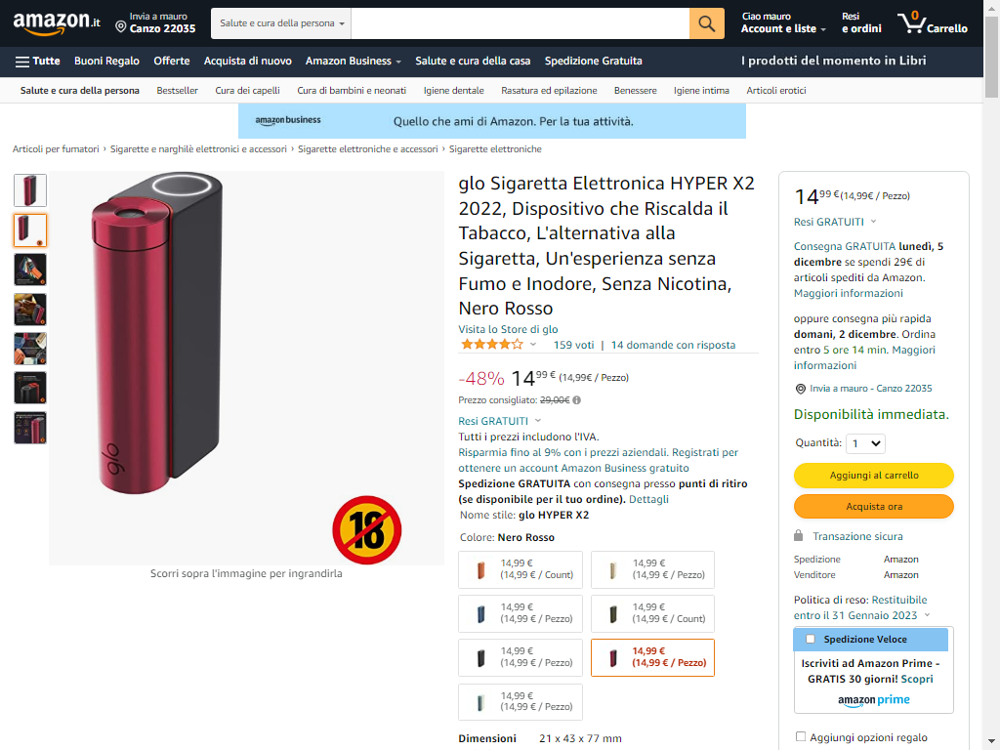 amazon.it
Invia a mauro
Canzo 22035
Salute e cura della persona
Ciao mauro
Account e liste
Resi
e ordini
0
Carrello
Tutte
Buoni Regalo
Offerte
Acquista di nuovo
Amazon Business
Salute e cura della casa
Spedizione Gratuita
I prodotti del momento in Libri
Salute e cura della persona
Bestseller
Cura dei capelli
Cura di bambini e neonati
Igiene dentale
Rasatura ed epilazione
Benessere
Igiene intima
Articoli erotici
amazon business
Quello che ami di Amazon. Per la tua attività.
Articoli per fumatori › Sigarette e narghilè elettronici e accessori › Sigarette elettroniche e accessori › Sigarette elettroniche
glo
18
Scorri sopra l'immagine per ingrandirla
glo Sigaretta Elettronica HYPER X2
2022, Dispositivo che Riscalda il
Tabacco, L'alternativa alla
Sigaretta, Un'esperienza senza
Fumo e Inodore, Senza Nicotina,
Nero Rosso
Visita lo Store di glo
159 voti | 14 domande con risposta
-48% 14,99 € (14,99€ / Pezzo)
Prezzo consigliato: 29,00€
Resi GRATUITI
Tutti i prezzi includono l'IVA.
Risparmia fino al 9% con i prezzi aziendali. Registrati per
ottenere un account Amazon Business gratuito
Spedizione GRATUITA con consegna presso punti di ritiro
(se disponibile per il tuo ordine). Dettagli
Nome stile: glo HYPER X2
Colore: Nero Rosso
14,99 €
(14,99 € / Count)
14,99 €
(14,99 € / Pezzo)
14,99 €
(14,99 € / Pezzo)
14,99 €
(14,99 € / Count)
14,99 €
(14,99 € / Pezzo)
14,99 €
(14,99 € / Pezzo)
14,99 €
(14,99 € / Pezzo)
Dimensioni 21 x 43 x 77 mm
14 99 € (14,99€ / Pezzo)
Resi GRATUITI
Consegna GRATUITA lunedì, 5
dicembre se spendi 29€ di
articoli spediti da Amazon.
Maggiori informazioni
oppure consegna più rapida
domani, 2 dicembre. Ordina
entro 5 ore 14 min. Maggiori
informazioni
Invia a mauro - Canzo 22035
Disponibilità immediata.
Quantità: 1
Aggiungi al carrello
Acquista ora
Transazione sicura
Spedizione Amazon
Venditore Amazon
Politica di reso: Restituibile
entro il 31 Gennaio 2023
Spedizione Veloce
Iscriviti ad Amazon Prime -
GRATIS 30 giorni! Scopri
amazon prime
Aggiungi opzioni regalo